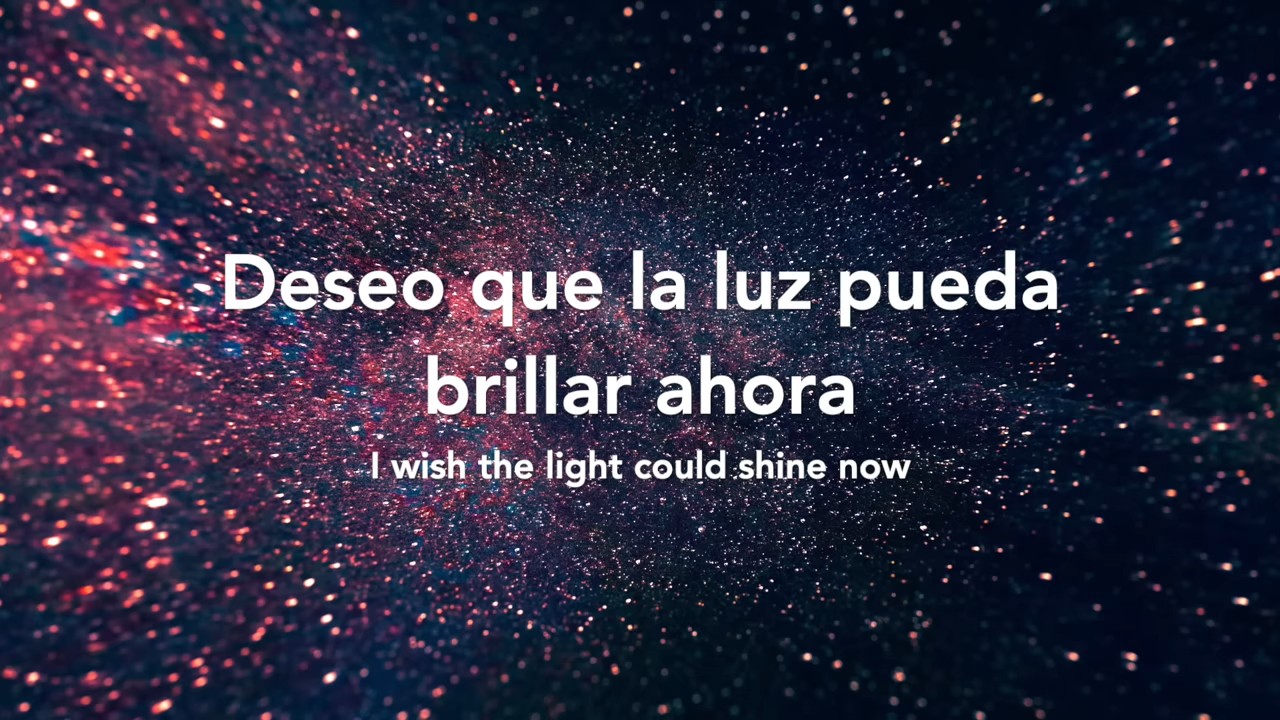 Deseo que la luz pueda
brillar ahora
I wish the light could shine now